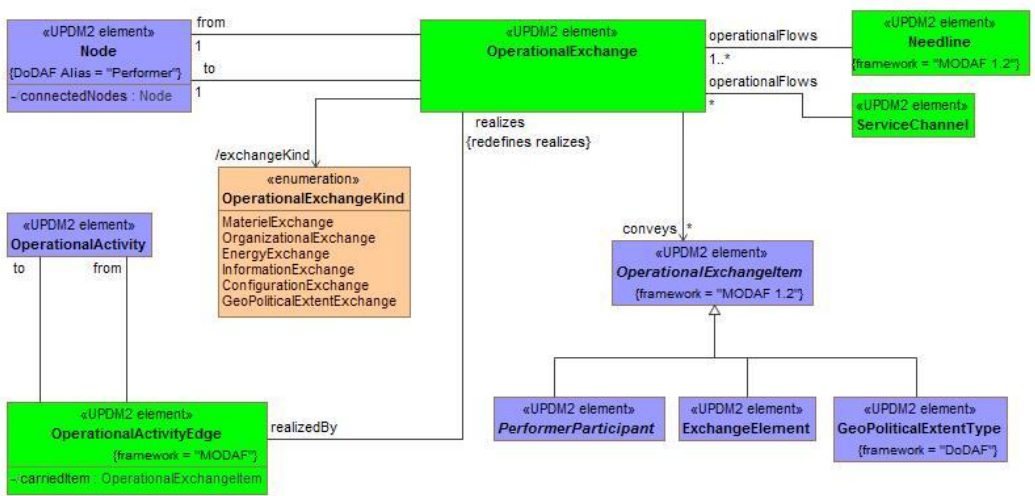 «UPDM2 element»
Node
{DoDAF Alias = "Performer"}
-/connectedNodes : Node
from
1
to
1
«UPDM2 element»
OperationalExchange
operationalFlows
1..*
operationalFlows
*
«UPDM2 element»
Needline
{framework = "MODAF 1.2"}
«UPDM2 element»
ServiceChannel
realizes
{redefines realizes}
/exchangeKind
«enumeration»
OperationalExchangeKind
MaterielExchange
OrganizationalExchange
EnergyExchange
InformationExchange
ConfigurationExchange
GeoPoliticalExtentExchange
«UPDM2 element»
OperationalActivity
to
from
conveys
*
«UPDM2 element»
OperationalExchangeItem
{framework = "MODAF 1.2"}
«UPDM2 element»
OperationalActivityEdge
{framework = "MODAF"}
-/carriedItem : OperationalExchangeItem
realizedBy
«UPDM2 element»
PerformerParticipant
«UPDM2 element»
ExchangeElement
«UPDM2 element»
GeoPoliticalExtentType
{framework = "DoDAF"}